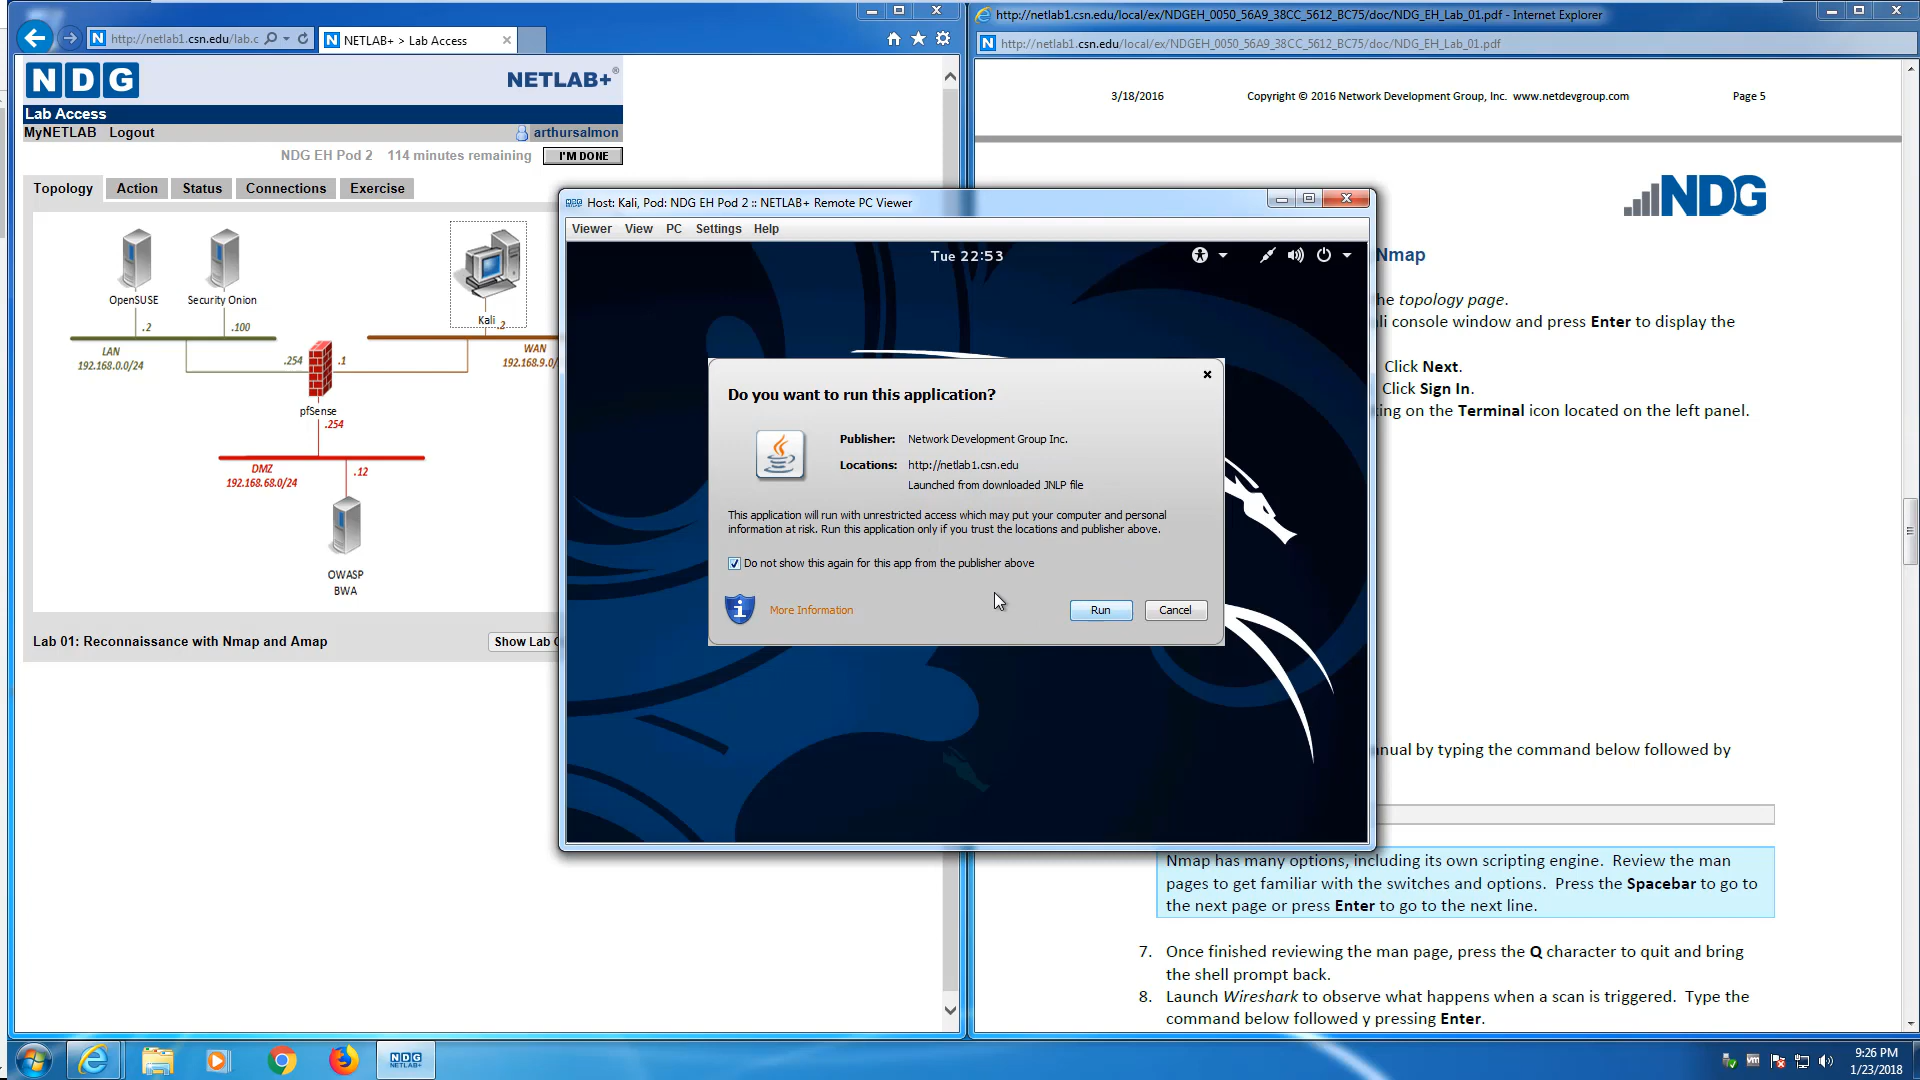 http://netlab1.csn.edu/lab.c
NETLAB+ > Lab Access
NDG
NETLAB+®
Lab Access
MyNETLAB Logout
arthursalmon
NDG EH Pod 2 114 minutes remaining
I'M DONE
Topology Action Status Connections Exercise
OpenSUSE
Security Onion
Kali
.2
.100
.2
LAN
192.168.0.0/24
.254
.1
WAN
192.168.9.0/
pfSense
.254
DMZ
192.168.68.0/24
.12
OWASP
BWA
Lab 01: Reconnaissance with Nmap and Amap
Show Lab
Host: Kali, Pod: NDG EH Pod 2 :: NETLAB+ Remote PC Viewer
Viewer View PC Settings Help
Tue 22:53
Do you want to run this application?
Publisher: Network Development Group Inc.
Locations: http://netlab1.csn.edu
Launched from downloaded JNLP file
This application will run with unrestricted access which may put your computer and personal
information at risk. Run this application only if you trust the locations and publisher above.
Do not show this again for this app from the publisher above
More Information
Run
Cancel
http://netlab1.csn.edu/local/ex/NDGEH_0050_56A9_38CC_5612_BC75/doc/NDG_EH_Lab_01.pdf - Internet Explorer
http://netlab1.csn.edu/local/ex/NDGEH_0050_56A9_38CC_5612_BC75/doc/NDG_EH_Lab_01.pdf
3/18/2016 Copyright © 2016 Network Development Group, Inc. www.netdevgroup.com Page 5
NDG
Nmap
he topology page.
li console window and press Enter to display the
Click Next.
Click Sign In.
ing on the Terminal icon located on the left panel.
nual by typing the command below followed by
Nmap has many options, including its own scripting engine. Review the man
pages to get familiar with the switches and options. Press the Spacebar to go to
the next page or press Enter to go to the next line.
7. Once finished reviewing the man page, press the Q character to quit and bring
the shell prompt back.
8. Launch Wireshark to observe what happens when a scan is triggered. Type the
command below followed y pressing Enter.
NDG
NETLAB+
9:26 PM
1/23/2018